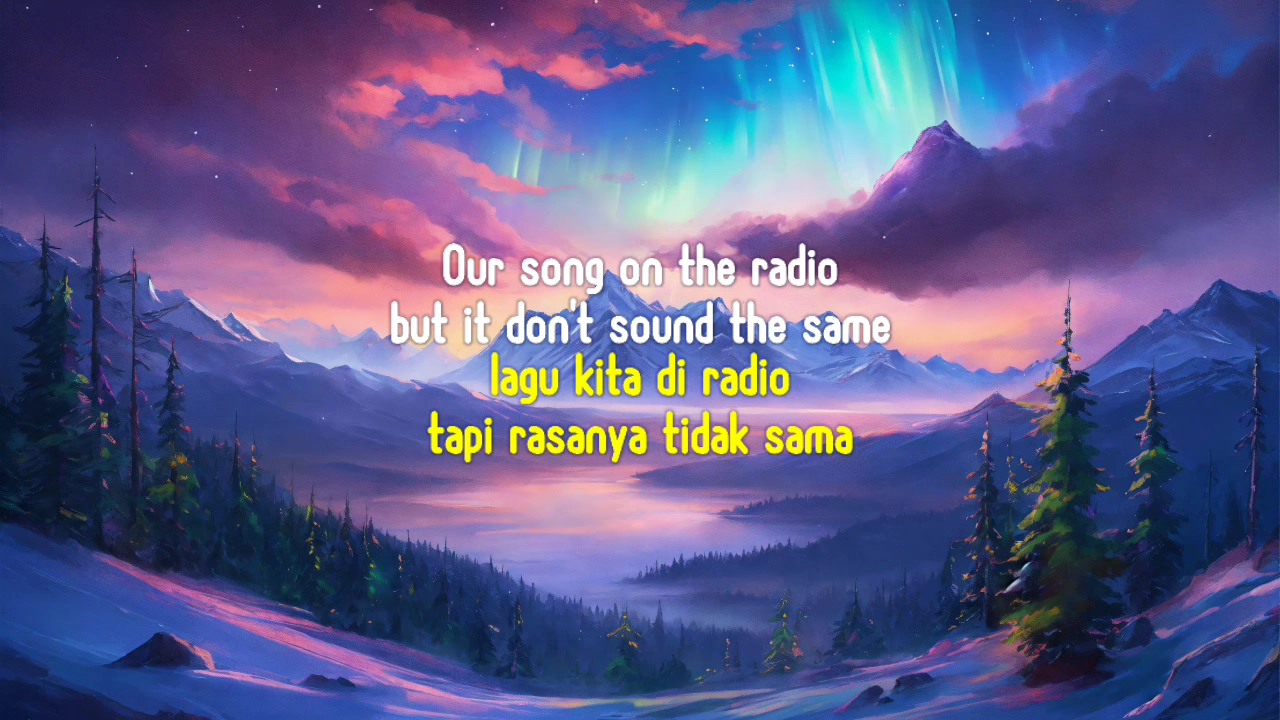 Our song on the radio
but it don't sound the same
lagu kita di radio
tapi rasanya tidak sama